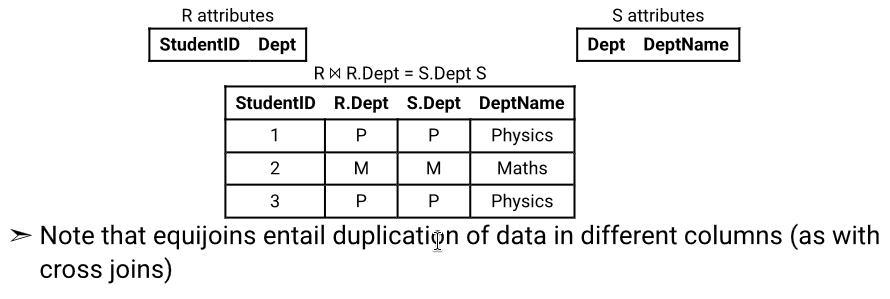 R attributes
S attributes
StudentID Dept
Dept DeptName
R ⋈ R.Dept = S.Dept S
StudentID R.Dept S.Dept DeptName
1 P P Physics
2 M M Maths
3 P P Physics
➣ Note that equijoins entail duplication of data in different columns (as with
cross joins)